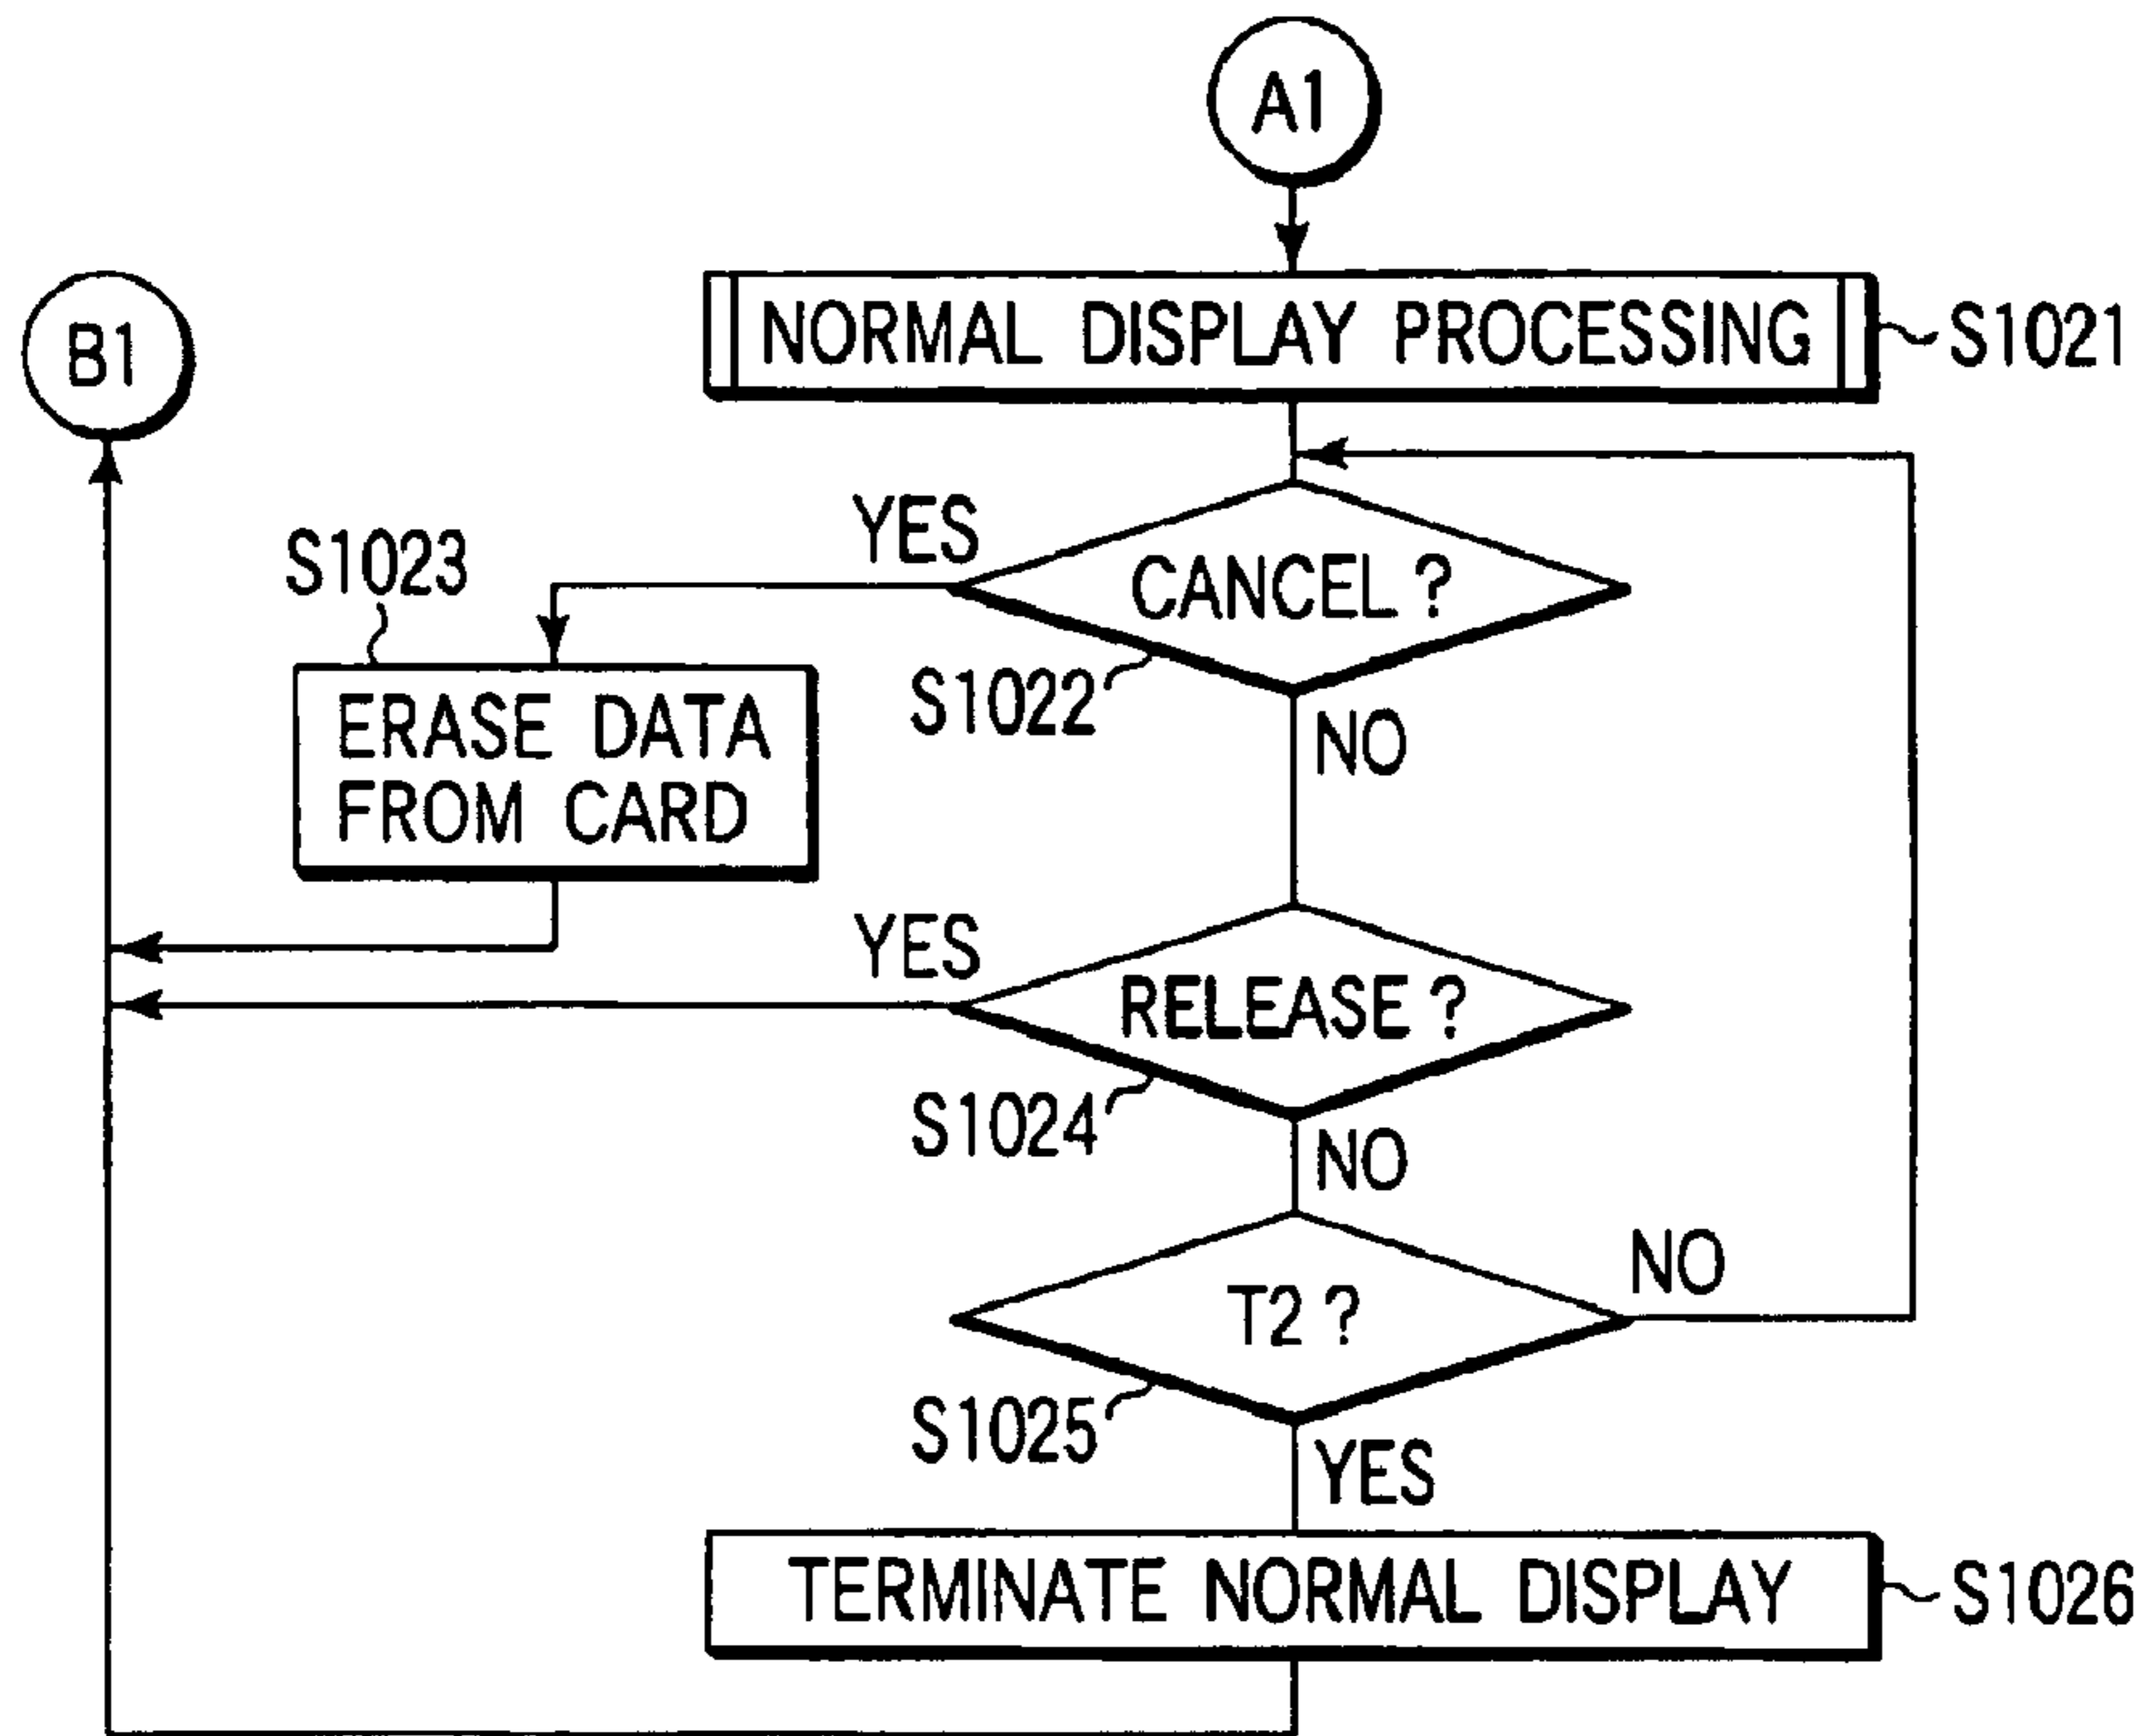 A1
B1
NORMAL DISPLAY PROCESSING
S1021
YES
CANCEL ?
S1022
NO
S1023
ERASE DATA
FROM CARD
YES
RELEASE ?
S1024
NO
T2 ?
NO
S1025
YES
TERMINATE NORMAL DISPLAY
S1026